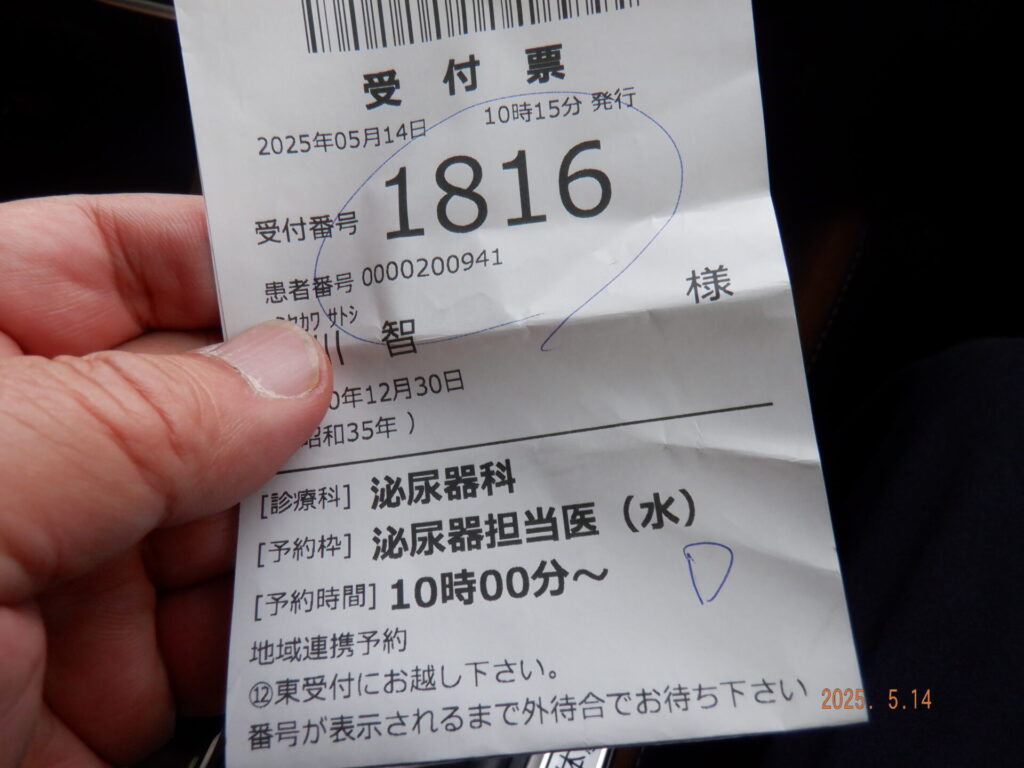 受付票
2025年05月14日 10時15分 発行
受付番号 1816
患者番号 0000200941
ミヤカワ サトシ
川 智 様
0年12月30日
昭和35年 )
[診療科] 泌尿器科
[予約枠] 泌尿器担当医（水）
[予約時間] 10時00分～
D
地域連携予約
⑫東受付にお越し下さい。
番号が表示されるまで外待合でお待ち下さい
2025. 5.14